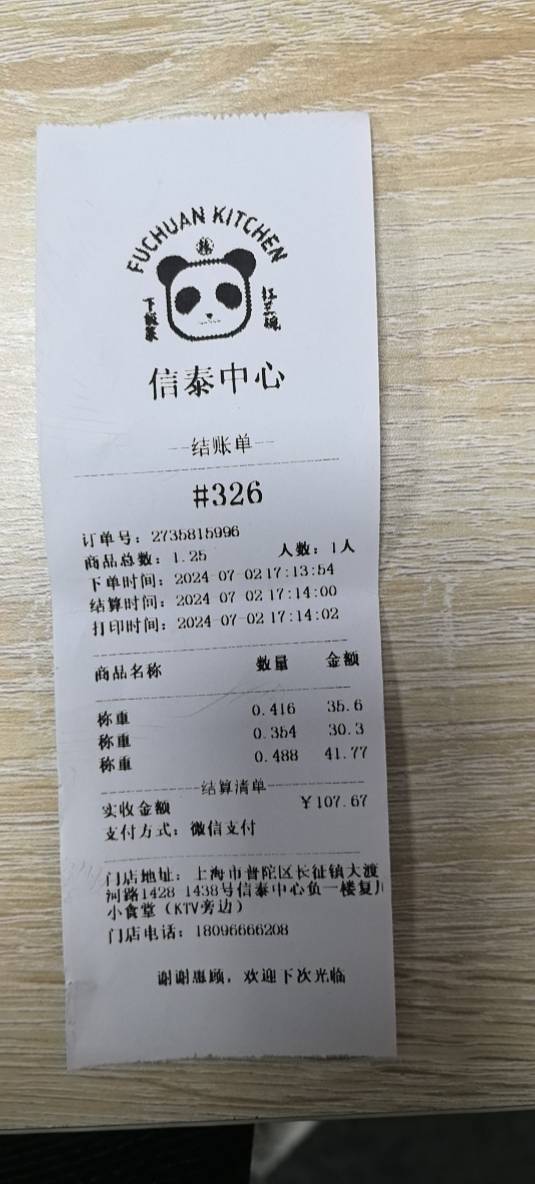 FUCHUAN KITCHEN
下饭菜
信泰中心
结账单
#326
订单号：2735815996
商品总数：1.25 人数：1人
下单时间：2024-07-02 17:13:54
结算时间：2024-07-02 17:14:00
打印时间：2024-07-02 17:14:02
商品名称 数量 金额
称重 0.416 35.6
称重 0.354 30.3
称重 0.488 41.77
结算清单
实收金额 ￥107.67
支付方式：微信支付
门店地址：上海市普陀区长征镇大渡
河路1428 1438号信泰中心负一楼复川
小食堂（KTV旁边）
门店电话：18096666208
谢谢惠顾，欢迎下次光临